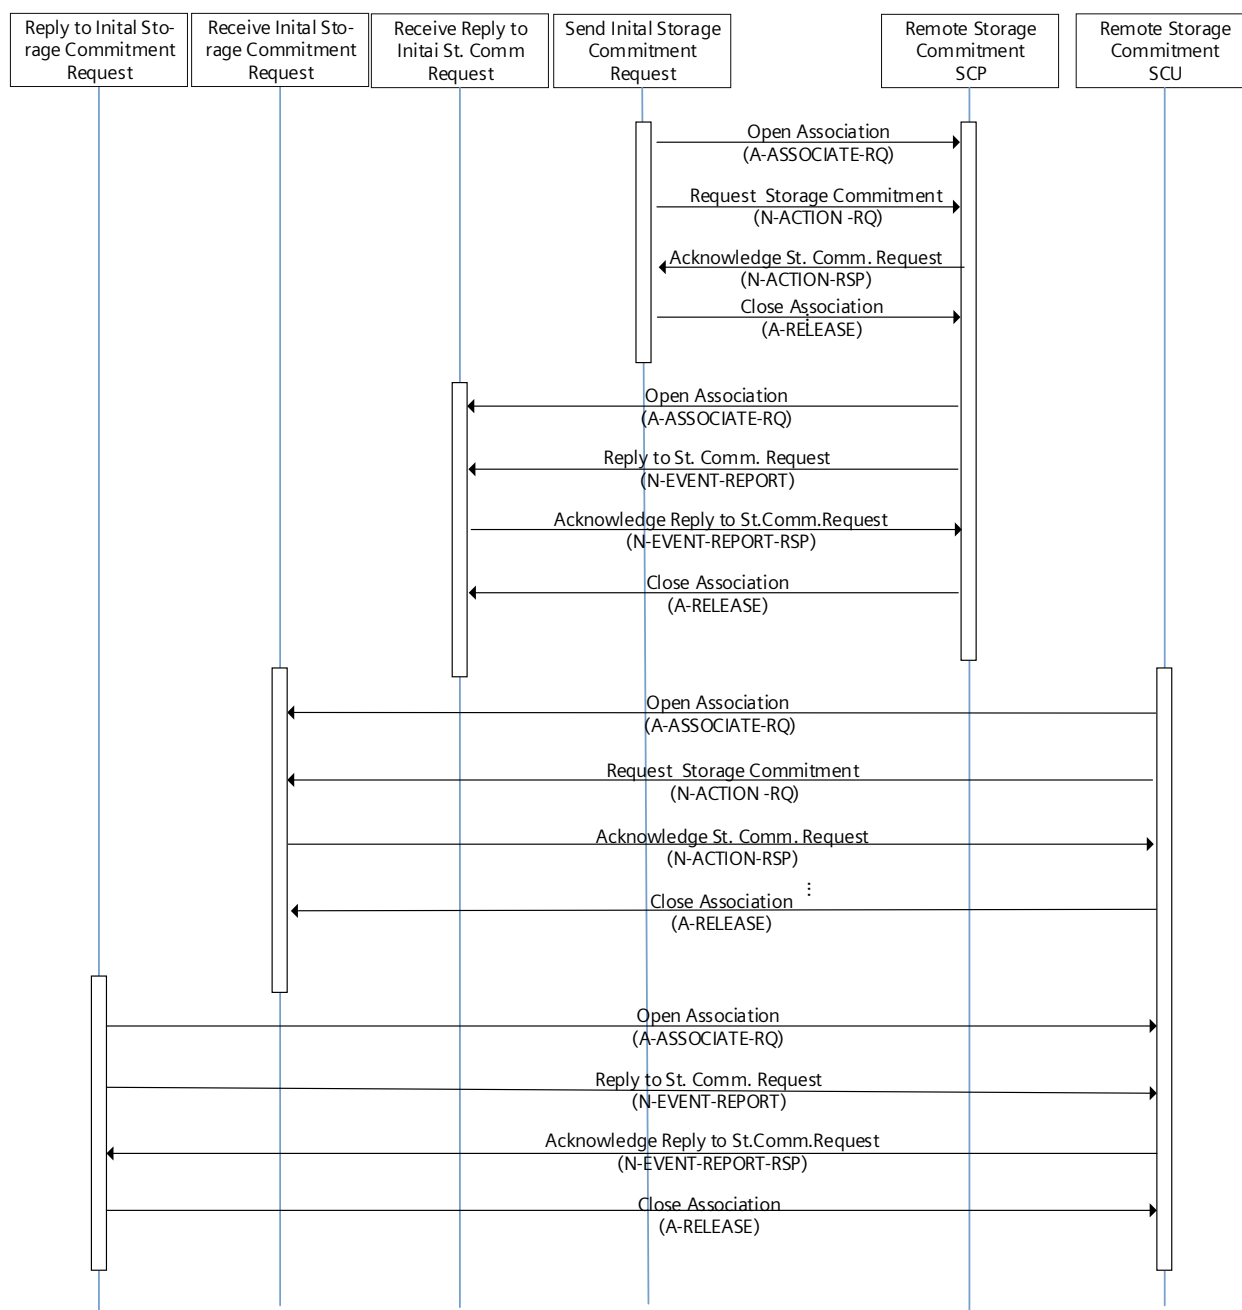 Reply to Inital Sto-
rage Commitment
Request
Receive Inital Sto-
rage Commitment
Request
Receive Reply to
Initai St. Comm
Request
Send Inital Storage
Commitment
Request
Remote Storage
Commitment
SCP
Remote Storage
Commitment
SCU
Open Association
(A-ASSOCIATE-RQ)
Request  Storage Commitment
(N-ACTION -RQ)
Acknowledge St. Comm. Request
(N-ACTION-RSP)
Close Association
(A-RELEASE)
...
Open Association
(A-ASSOCIATE-RQ)
Reply to St. Comm. Request
(N-EVENT-REPORT)
Acknowledge Reply to St.Comm.Request
(N-EVENT-REPORT-RSP)
Close Association
(A-RELEASE)
Open Association
(A-ASSOCIATE-RQ)
Request  Storage Commitment
(N-ACTION -RQ)
Acknowledge St. Comm. Request
(N-ACTION-RSP)
...
Close Association
(A-RELEASE)
Open Association
(A-ASSOCIATE-RQ)
Reply to St. Comm. Request
(N-EVENT-REPORT)
Acknowledge Reply to St.Comm.Request
(N-EVENT-REPORT-RSP)
Close Association
(A-RELEASE)